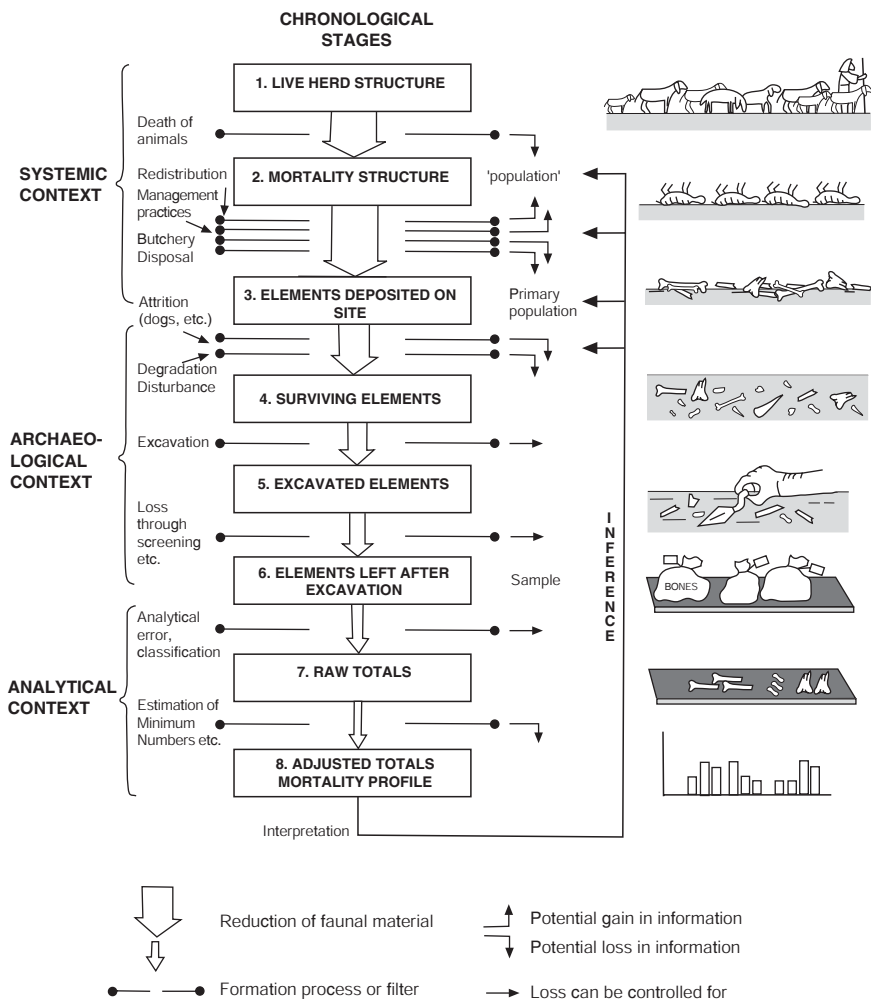 CHRONOLOGICAL
STAGES
1. LIVE HERD STRUCTURE
Death of
animals
SYSTEMIC
CONTEXT
Redistribution
Management
practices
Butchery
Disposal
2. MORTALITY STRUCTURE
'population'
3. ELEMENTS DEPOSITED ON
SITE
Primary
population
Attrition
(dogs, etc.)
Degradation
Disturbance
4. SURVIVING ELEMENTS
ARCHAEO-
LOGICAL
CONTEXT
Excavation
5. EXCAVATED ELEMENTS
Loss
through
screening
etc.
6. ELEMENTS LEFT AFTER
EXCAVATION
Sample
INFERENCE
BONES
Analytical
error,
classification
7. RAW TOTALS
ANALYTICAL
CONTEXT
Estimation of
Minimum
Numbers etc.
8. ADJUSTED TOTALS
MORTALITY PROFILE
Interpretation
Reduction of faunal material
Formation process or filter
Potential gain in information
Potential loss in information
Loss can be controlled for